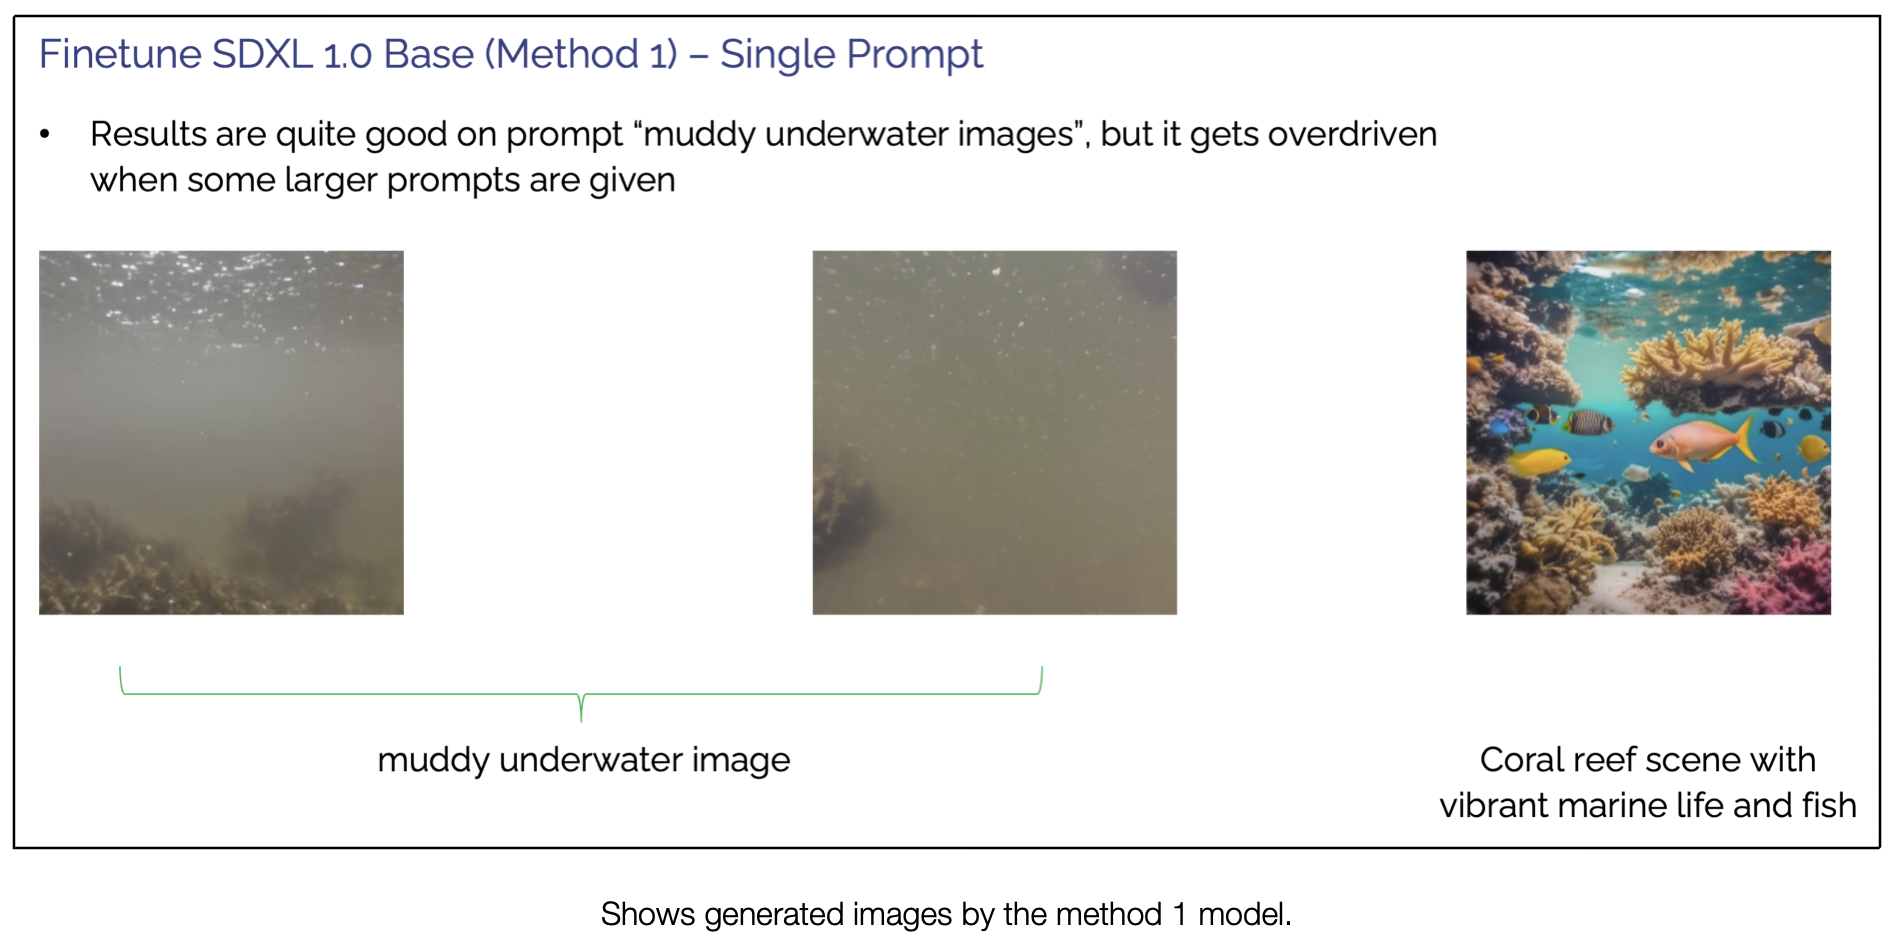 Finetune SDXL 1.0 Base (Method 1) – Single Prompt
• Results are quite good on prompt “muddy underwater images”, but it gets overdriven
when some larger prompts are given
muddy underwater image
Coral reef scene with
vibrant marine life and fish
Shows generated images by the method 1 model.